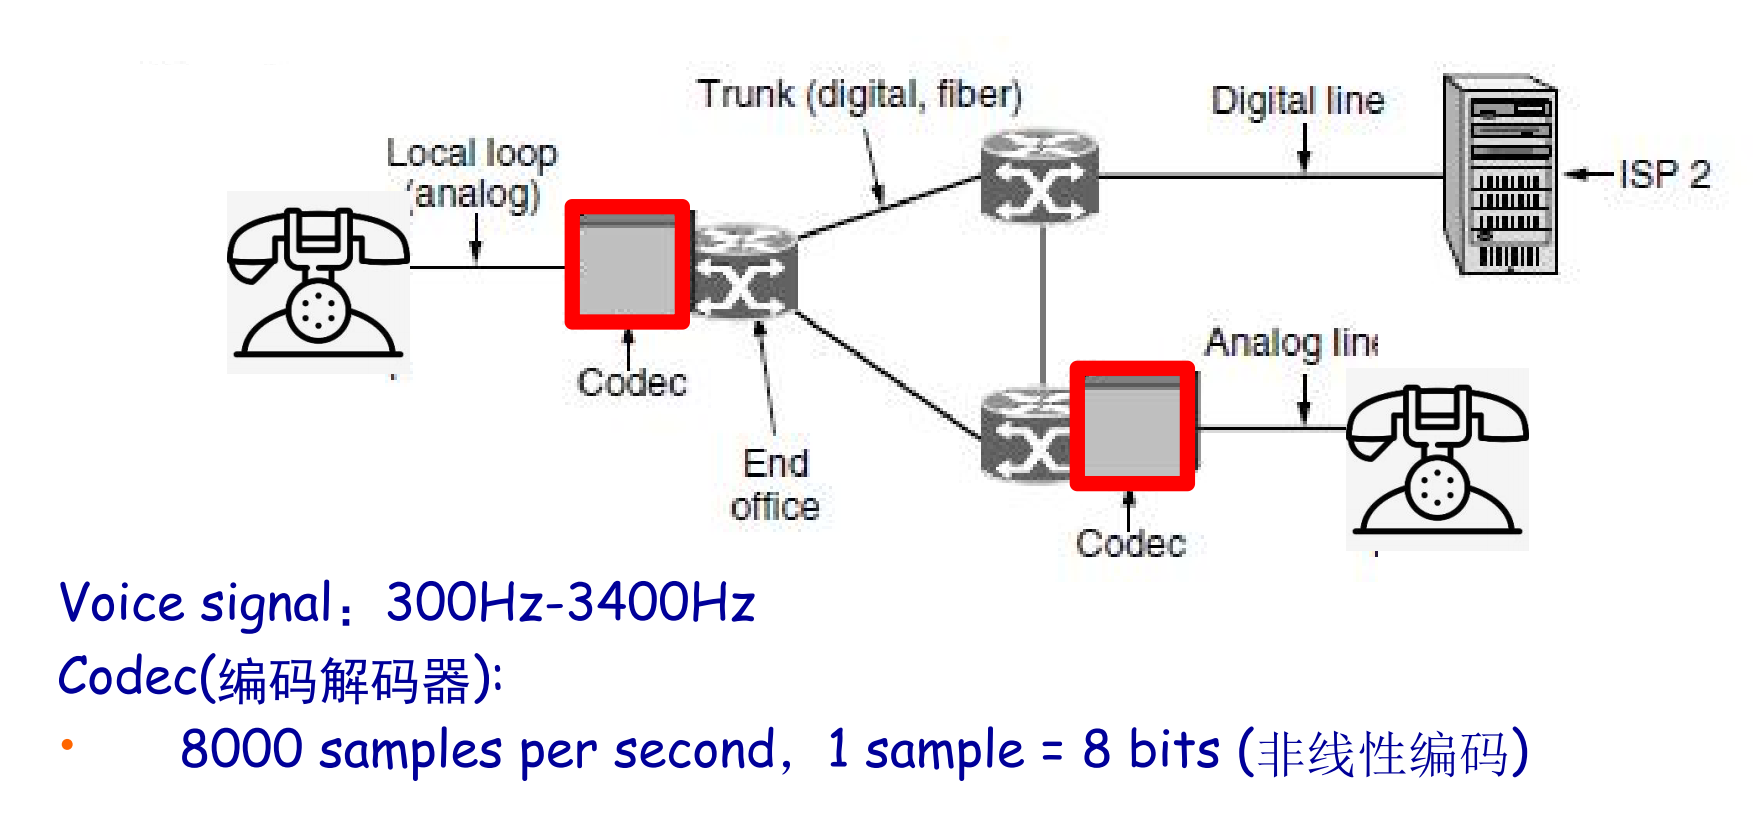 Trunk (digital, fiber)
Digital line
Local loop
(analog)
ISP 2
Codec
Analog line
End
office
Codec
Voice signal：300Hz-3400Hz
Codec(编码解码器):
• 8000 samples per second，1 sample = 8 bits (非线性编码)